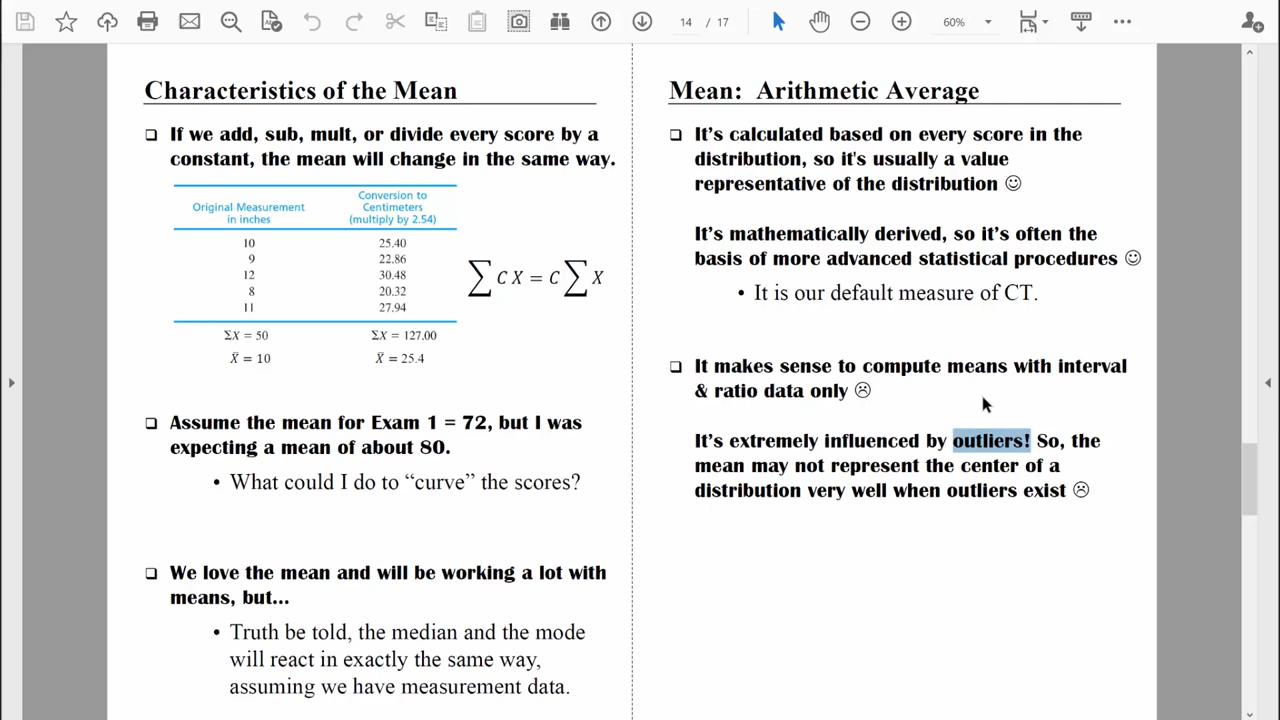 14 / 17
60%
Characteristics of the Mean
❑ If we add, sub, mult, or divide every score by a
constant, the mean will change in the same way.
Original Measurement
in inches
Conversion to
Centimeters
(multiply by 2.54)
10 25.40
9 22.86
12 30.48
8 20.32
11 27.94
ΣX = 50 ΣX = 127.00
X̄ = 10 X̄ = 25.4
∑ C X = C ∑ X
❑ Assume the mean for Exam 1 = 72, but I was
expecting a mean of about 80.
• What could I do to “curve” the scores?
❑ We love the mean and will be working a lot with
means, but...
• Truth be told, the median and the mode
will react in exactly the same way,
assuming we have measurement data.
Mean: Arithmetic Average
❑ It’s calculated based on every score in the
distribution, so it's usually a value
representative of the distribution ☺
It’s mathematically derived, so it’s often the
basis of more advanced statistical procedures ☺
• It is our default measure of CT.
❑ It makes sense to compute means with interval
& ratio data only ☹
It’s extremely influenced by outliers! So, the
mean may not represent the center of a
distribution very well when outliers exist ☹